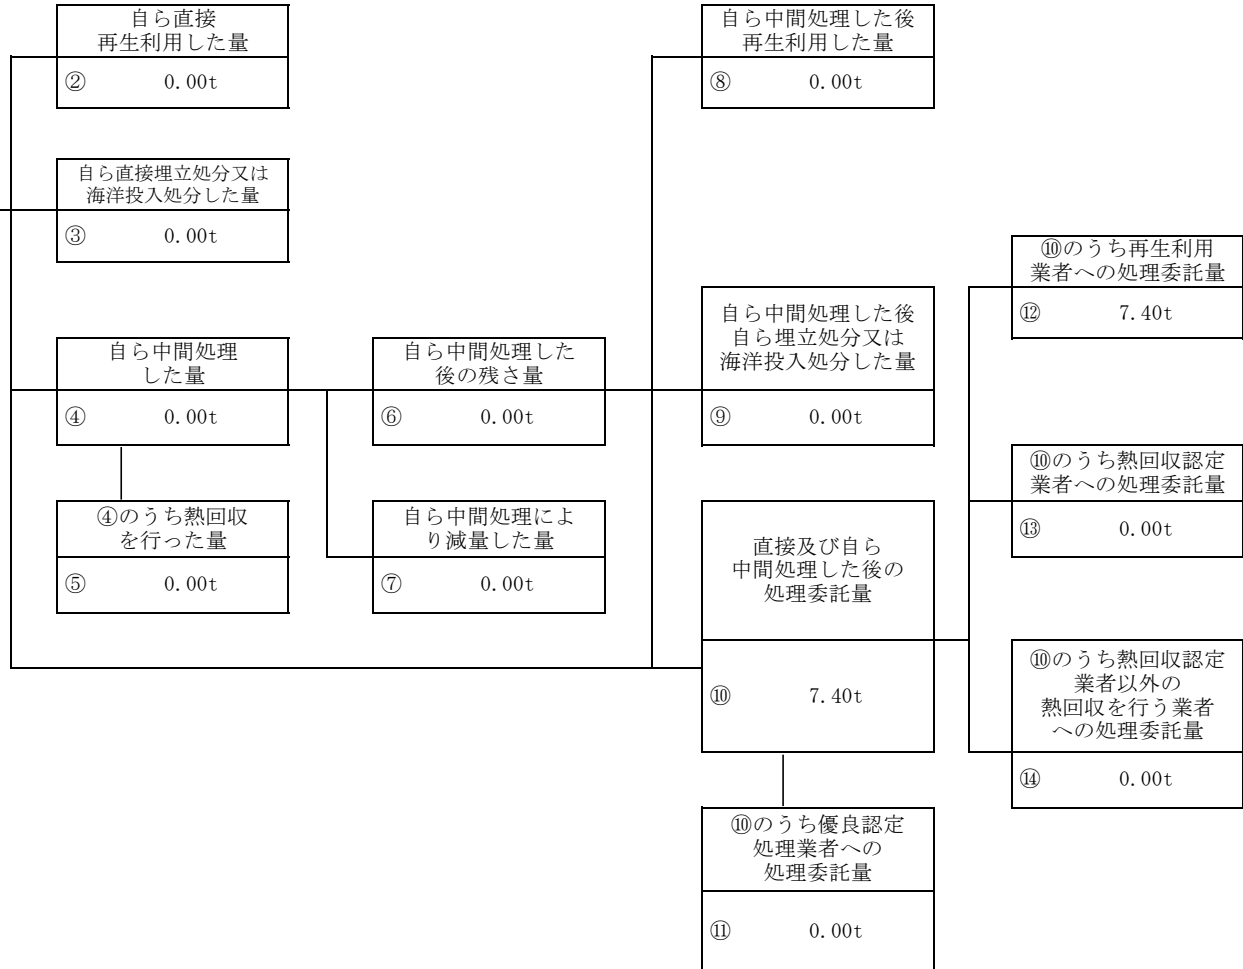 自ら直接
再生利用した量
② 0.00t
自ら中間処理した後
再生利用した量
⑧ 0.00t
自ら直接埋立処分又は
海洋投入処分した量
③ 0.00t
⑩のうち再生利用
業者への処理委託量
⑫ 7.40t
自ら中間処理した後
自ら埋立処分又は
海洋投入処分した量
⑨ 0.00t
自ら中間処理
した量
④ 0.00t
自ら中間処理した
後の残さ量
⑥ 0.00t
⑩のうち熱回収認定
業者への処理委託量
⑬ 0.00t
④のうち熱回収
を行った量
⑤ 0.00t
自ら中間処理によ
り減量した量
⑦ 0.00t
直接及び自ら
中間処理した後の
処理委託量
⑩ 7.40t
⑩のうち熱回収認定
業者以外の
熱回収を行う業者
への処理委託量
⑭ 0.00t
⑩のうち優良認定
処理業者への
処理委託量
⑪ 0.00t